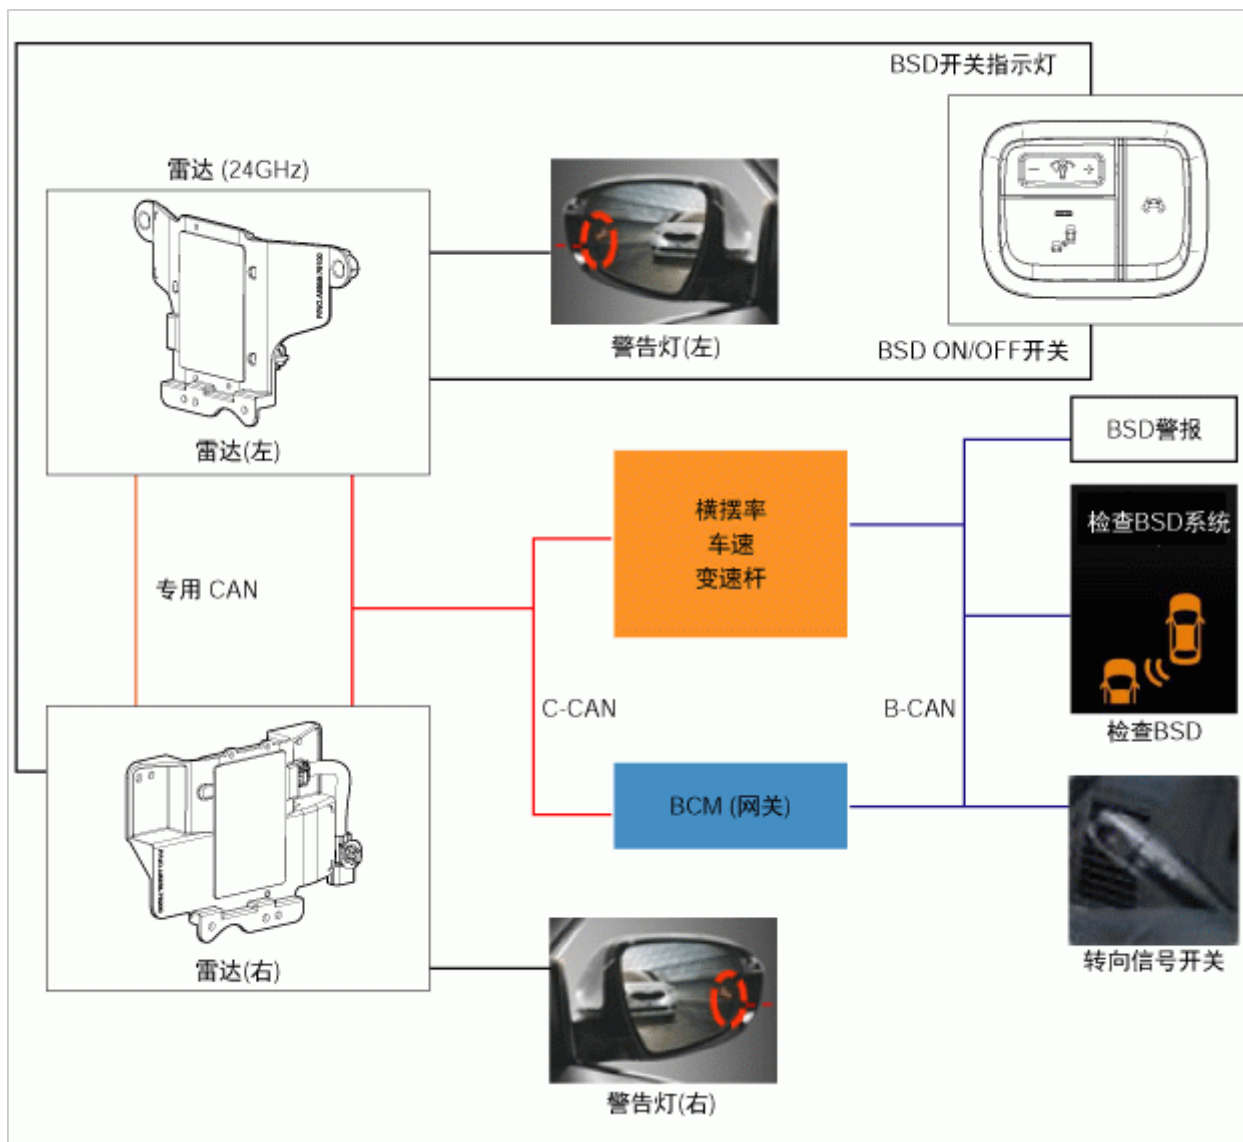 BSD开关指示灯
雷达 (24GHz)
警告灯(左)
BSD ON/OFF开关
雷达(左)
BSD警报
横摆率
车速
变速杆
检查BSD系统
专用 CAN
C-CAN
B-CAN
检查BSD
BCM (网关)
转向信号开关
雷达(右)
警告灯(右)